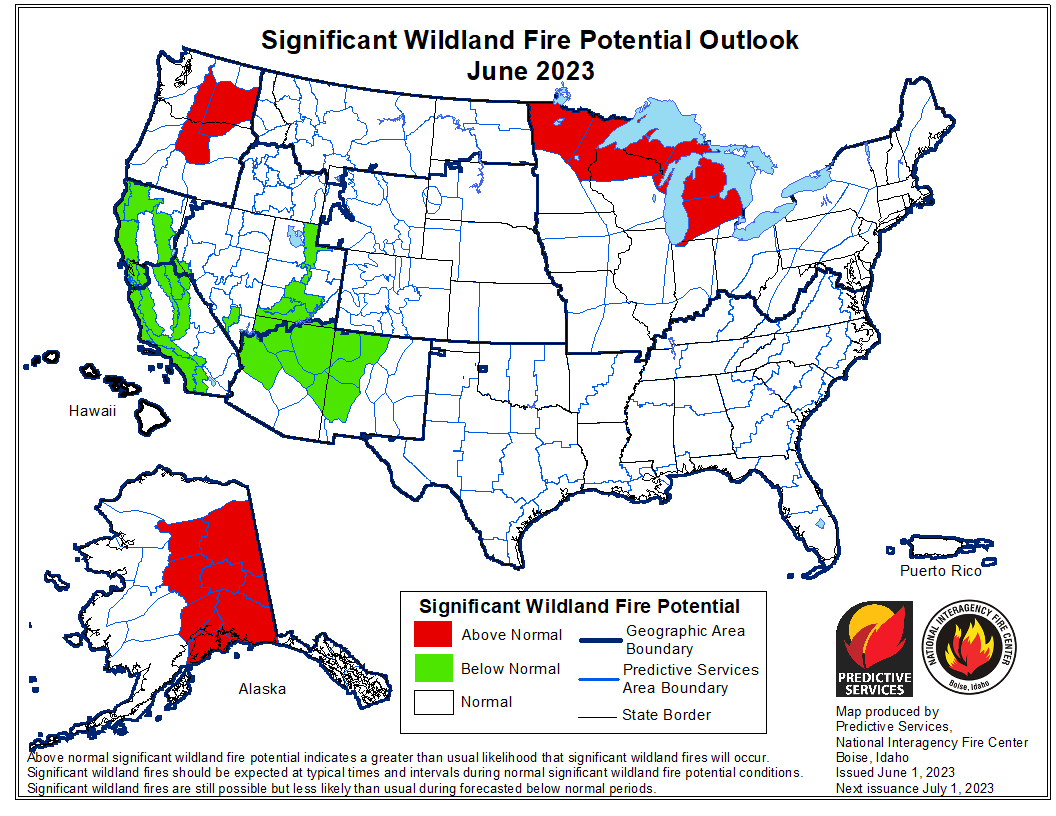 Significant Wildland Fire Potential Outlook
June 2023
Hawaii
Alaska
Puerto Rico
Significant Wildland Fire Potential
Above Normal
Below Normal
Normal
Geographic Area
Boundary
Predictive Services
Area Boundary
State Border
PREDICTIVE
SERVICES
NATIONAL INTERAGENCY FIRE CENTER
Boise, Idaho
Map produced by
Predictive Services,
National Interagency Fire Center
Boise, Idaho
Issued June 1, 2023
Next issuance July 1, 2023
Above normal significant wildland fire potential indicates a greater than usual likelihood that significant wildland fires will occur.
Significant wildland fires should be expected at typical times and intervals during normal significant wildland fire potential conditions.
Significant wildland fires are still possible but less likely than usual during forecasted below normal periods.